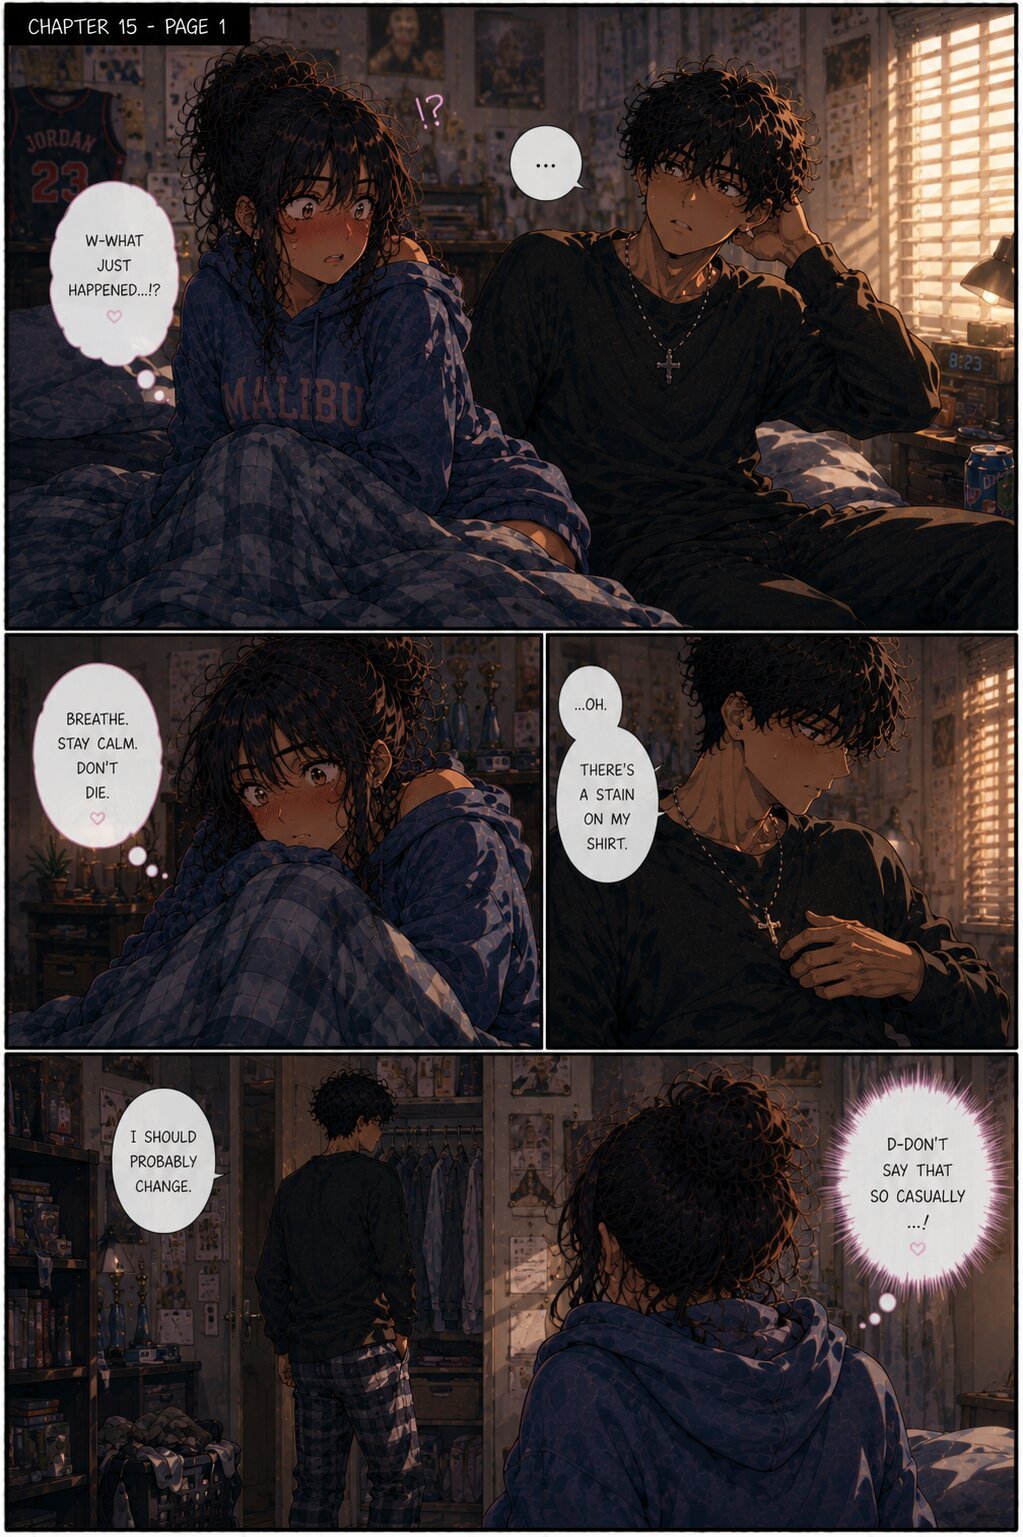 CHAPTER 15 - PAGE 1
JORDAN
23
!?
...
W-WHAT
JUST
HAPPENED...!?
♡
MALIBU
8:23
BREATHE.
STAY CALM.
DON'T
DIE.
♡
...OH.
THERE'S
A STAIN
ON MY
SHIRT.
I SHOULD
PROBABLY
CHANGE.
D-DON'T
SAY THAT
SO CASUALLY
...!
♡